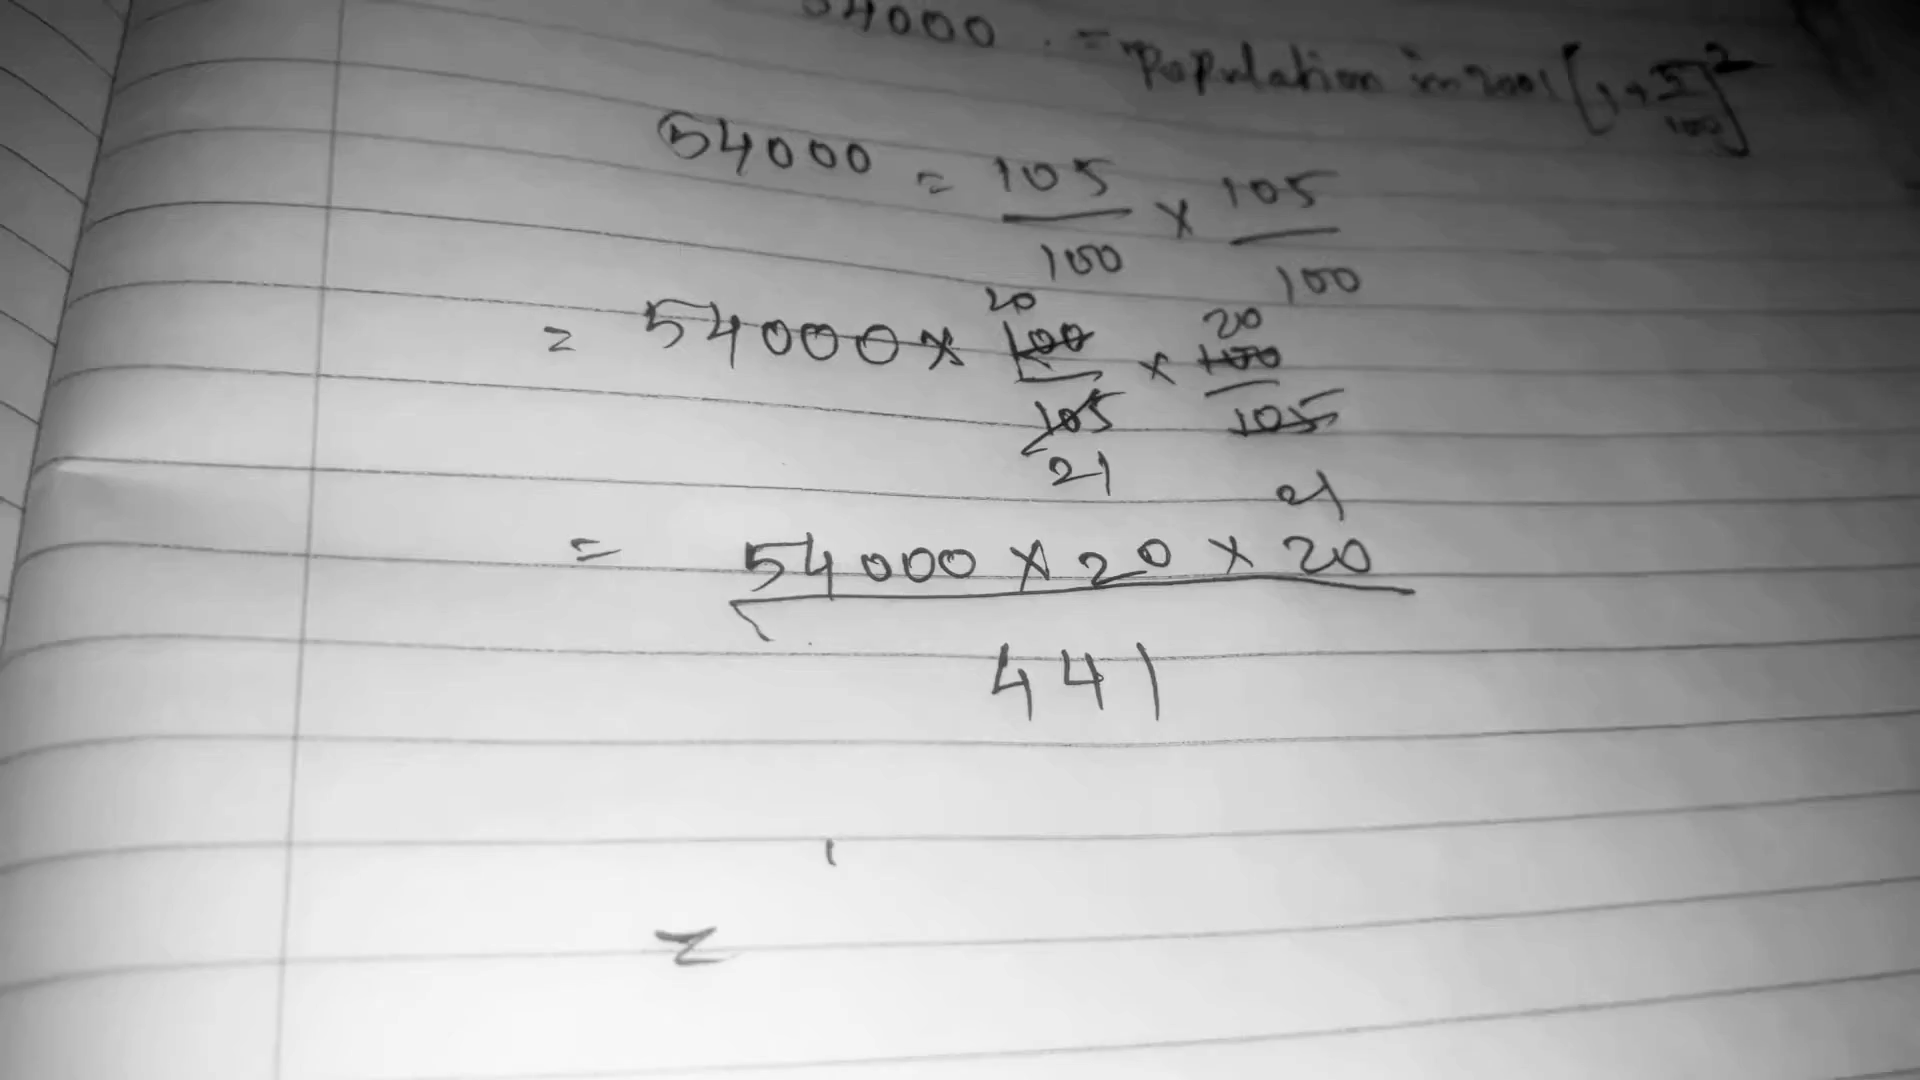 54000 = Population in 2001 [1+5/100]²
54000 = 105/100 × 105/100
20 20
= 54000 × 100/105 × 100/105
21 21
= 54000 × 20 × 20
441
=